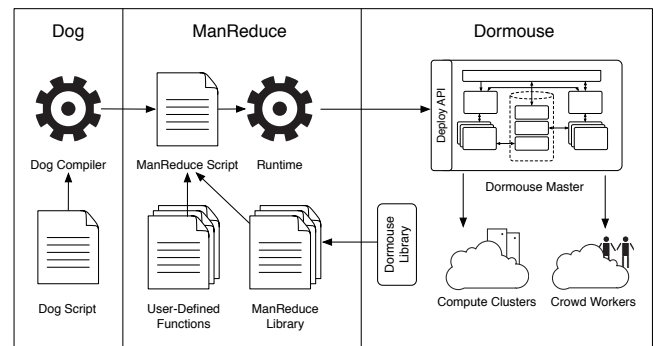 Dog
ManReduce
Dormouse
Deploy API
Dog Compiler
ManReduce Script
Runtime
Dormouse Master
Dormouse
Library
Dog Script
User-Defined
Functions
ManReduce
Library
Compute Clusters
Crowd Workers